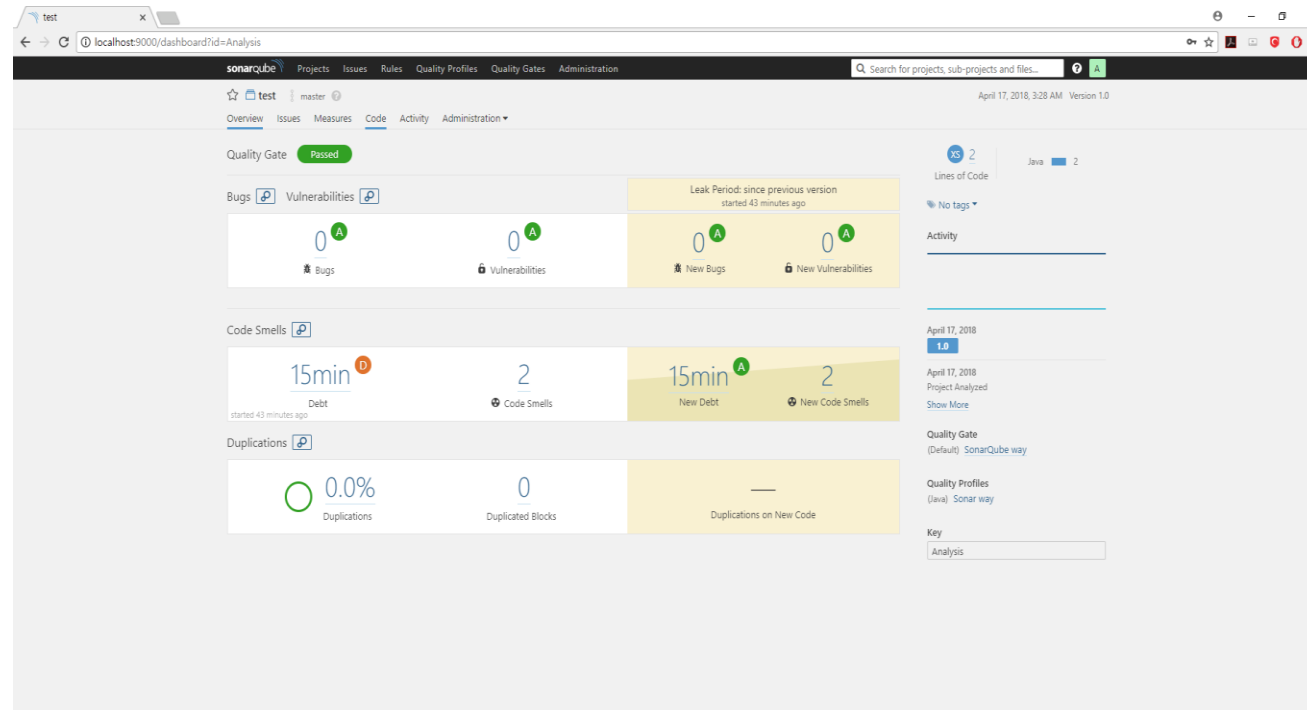 test
localhost:9000/dashboard?id=Analysis
sonarqube Projects Issues Rules Quality Profiles Quality Gates Administration Search for projects, sub-projects and files... A
test master April 17, 2018, 3:28 AM Version 1.0
Overview Issues Measures Code Activity Administration
Quality Gate Passed
Bugs Vulnerabilities
Leak Period: since previous version
started 43 minutes ago
0 A 0 A 0 A 0 A
Bugs Vulnerabilities New Bugs New Vulnerabilities
Code Smells
15min D 2 15min A 2
Debt Code Smells New Debt New Code Smells
started 43 minutes ago
Duplications
0.0% 0 —
Duplications Duplicated Blocks Duplications on New Code
XS 2 Java 2
Lines of Code
No tags
Activity
April 17, 2018
1.0
April 17, 2018
Project Analyzed
Show More
Quality Gate
(Default) SonarQube way
Quality Profiles
(Java) Sonar way
Key
Analysis